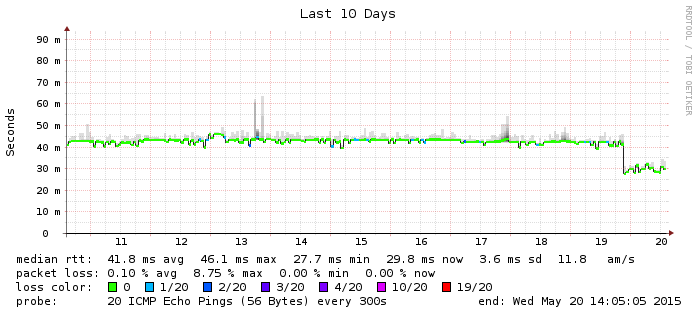 Last 10 Days
RRDTOOL / TOBI OETIKER
Seconds
90 m
80 m
70 m
60 m
50 m
40 m
30 m
20 m
10 m
0
11 12 13 14 15 16 17 18 19 20
median rtt: 41.8 ms avg 46.1 ms max 27.7 ms min 29.8 ms now 3.6 ms sd 11.8 am/s
packet loss: 0.10 % avg 8.75 % max 0.00 % min 0.00 % now
loss color: 0 1/20 2/20 3/20 4/20 10/20 19/20
probe: 20 ICMP Echo Pings (56 Bytes) every 300s end: Wed May 20 14:05:05 2015